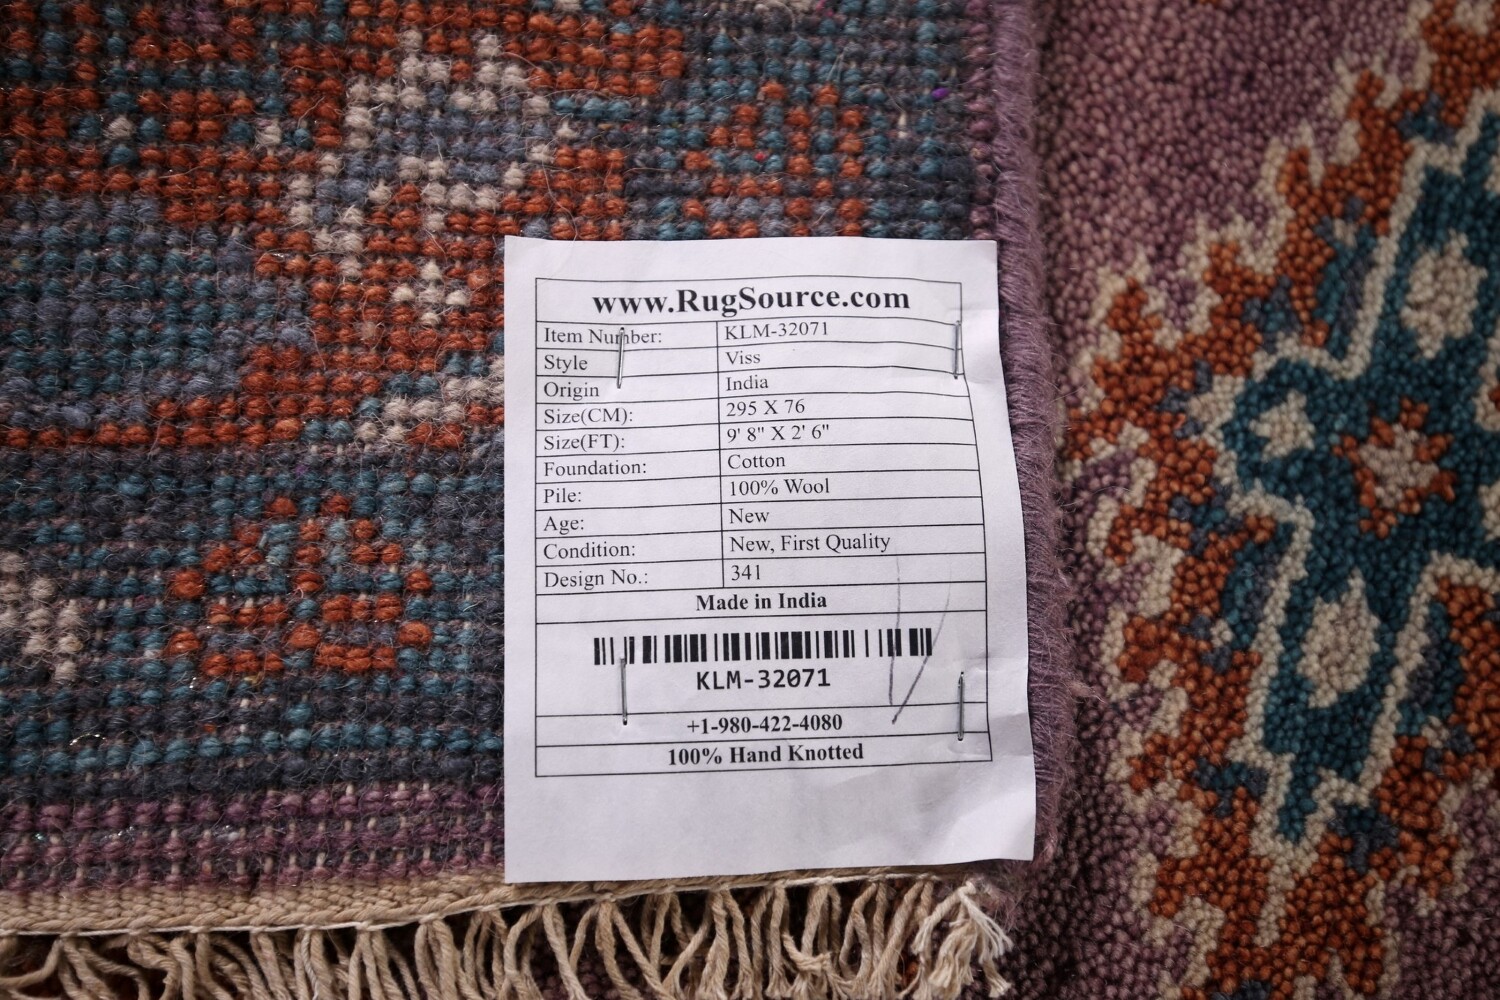 www.RugSource.com
Item Number: KLM-32071
Style Viss
Origin India
Size(CM): 295 X 76
Size(FT): 9' 8" X 2' 6"
Foundation: Cotton
Pile: 100% Wool
Age: New
Condition: New, First Quality
Design No.: 341
Made in India
KLM-32071
+1-980-422-4080
100% Hand Knotted